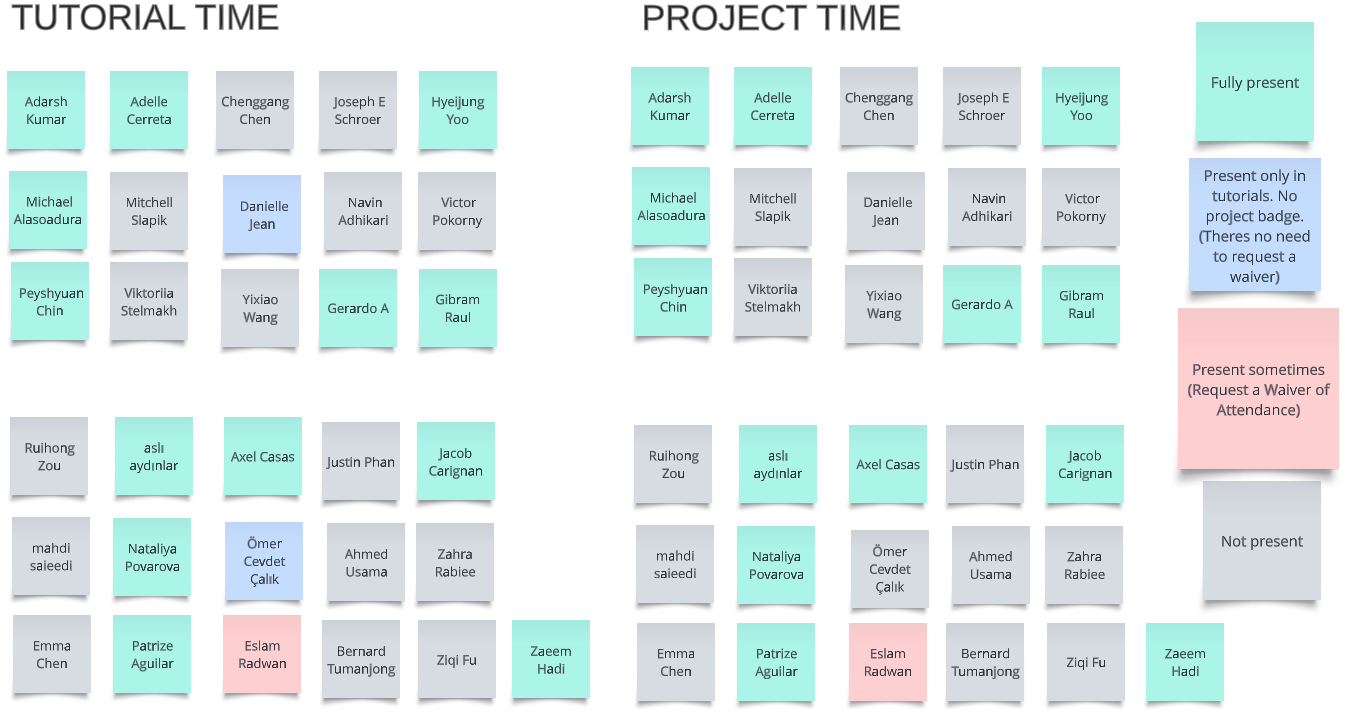 TUTORIAL TIME
Adarsh
Kumar
Adelle
Cerreta
Chenggang
Chen
Joseph E
Schroer
Hyeijung
Yoo
Michael
Alasoadura
Mitchell
Slapik
Danielle
Jean
Navin
Adhikari
Victor
Pokorny
Peyshyuan
Chin
Viktoriia
Stelmakh
Yixiao
Wang
Gerardo A
Gibram
Raul
Ruihong
Zou
aslı
aydınlar
Axel Casas
Justin Phan
Jacob
Carignan
mahdi
saieedi
Nataliya
Povarova
Ömer
Cevdet
Çalık
Ahmed
Usama
Zahra
Rabiee
Emma
Chen
Patrize
Aguilar
Eslam
Radwan
Bernard
Tumanjong
Ziqi Fu
Zaeem
Hadi
PROJECT TIME
Adarsh
Kumar
Adelle
Cerreta
Chenggang
Chen
Joseph E
Schroer
Hyeijung
Yoo
Michael
Alasoadura
Mitchell
Slapik
Danielle
Jean
Navin
Adhikari
Victor
Pokorny
Peyshyuan
Chin
Viktoriia
Stelmakh
Yixiao
Wang
Gerardo A
Gibram
Raul
Ruihong
Zou
aslı
aydınlar
Axel Casas
Justin Phan
Jacob
Carignan
mahdi
saieedi
Nataliya
Povarova
Ömer
Cevdet
Çalık
Ahmed
Usama
Zahra
Rabiee
Emma
Chen
Patrize
Aguilar
Eslam
Radwan
Bernard
Tumanjong
Ziqi Fu
Zaeem
Hadi
Fully present
Present only in
tutorials. No
project badge.
(Theres no need
to request a
waiver)
Present sometimes
(Request a Waiver of
Attendance)
Not present